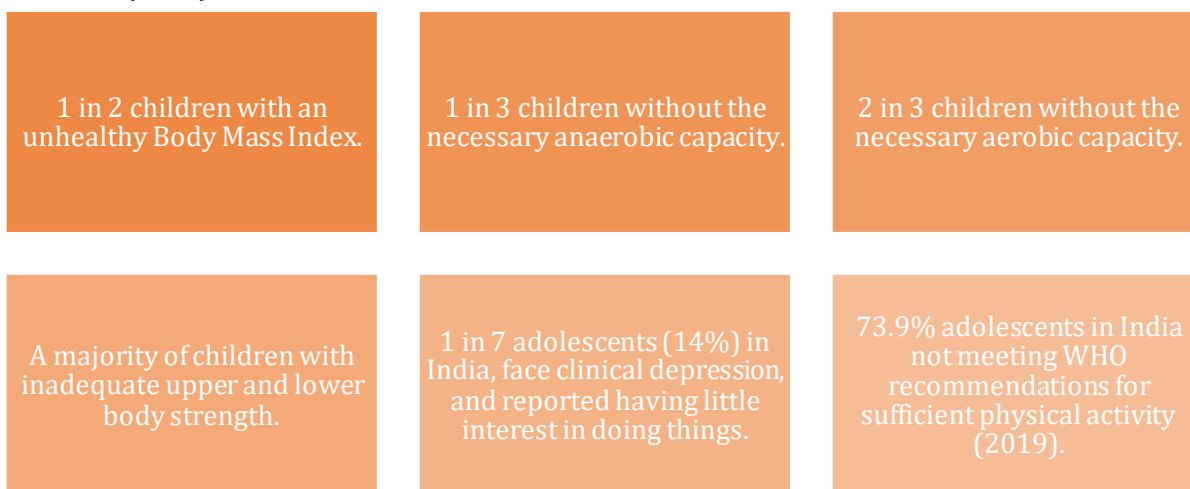 1 in 2 children with an
unhealthy Body Mass Index.
1 in 3 children without the
necessary anaerobic capacity.
2 in 3 children without the
necessary aerobic capacity.
A majority of children with
inadequate upper and lower
body strength.
1 in 7 adolescents (14%) in
India, face clinical depression,
and reported having little
interest in doing things.
73.9% adolescents in India
not meeting WHO
recommendations for
sufficient physical activity
(2019).